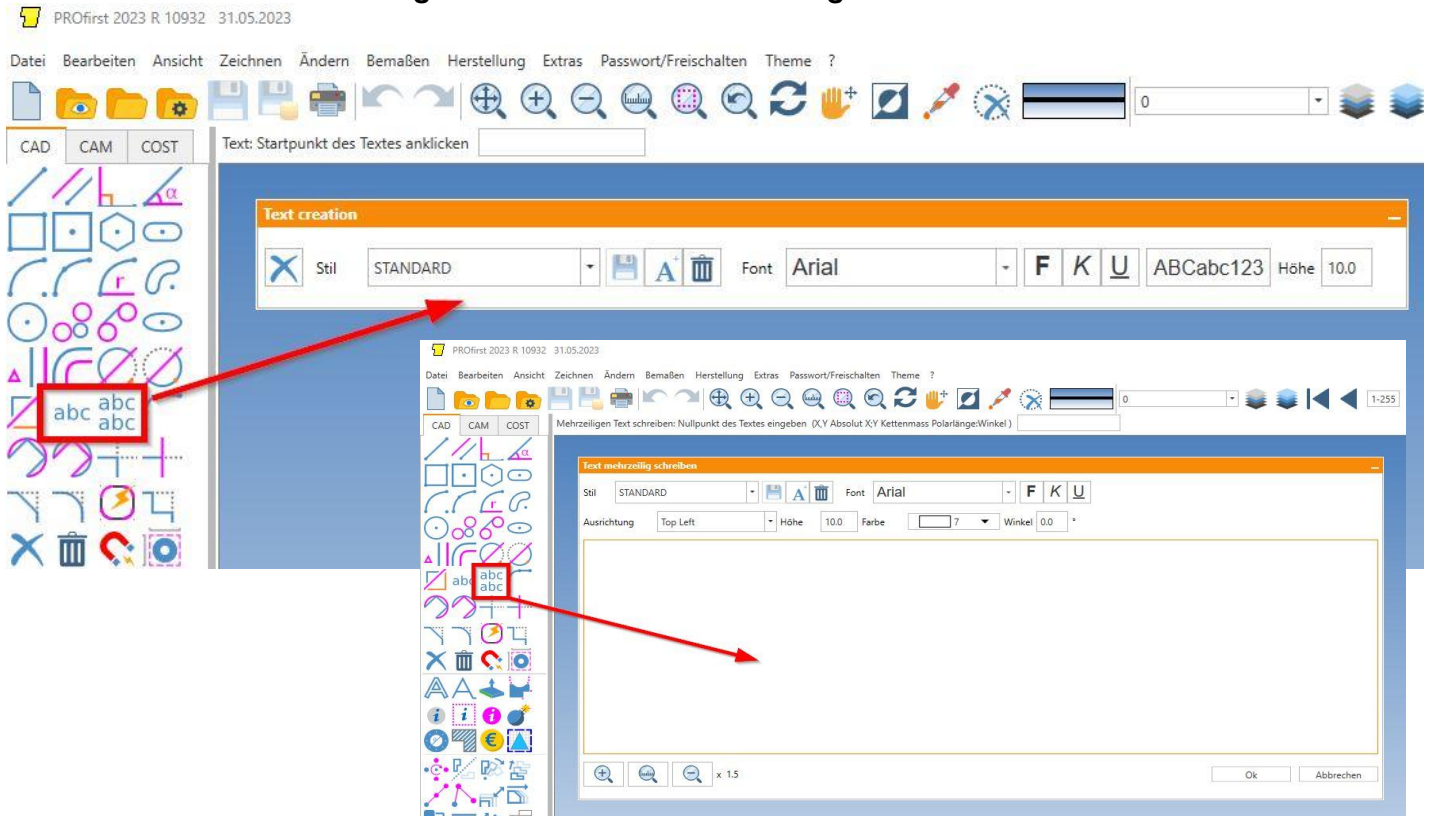 PROfirst 2023 R 10932 31.05.2023
Datei Bearbeiten Ansicht Zeichnen Ändern Bemaßen Herstellung Extras Passwort/Freischalten Theme ?
0
CAD CAM COST Text: Startpunkt des Textes anklicken
α
Text creation
Stil STANDARD A Font Arial F K U ABCabc123 Höhe 10.0
r
abc abc
abc
PROfirst 2023 R 10932 31.05.2023
Datei Bearbeiten Ansicht Zeichnen Ändern Bemaßen Herstellung Extras Passwort/Freischalten Theme ?
0 1-255
CAD CAM COST Mehrzeiligen Text schreiben: Nullpunkt des Textes eingeben (X,Y Absolut X;Y Kettenmass Polarlänge:Winkel )
α
Text mehrzeilig schreiben
Stil STANDARD A Font Arial F K U
r
Ausrichtung Top Left Höhe 10.0 Farbe 7 Winkel 0.0 °
abc abc
abc
A A
i i i
€
x 1.5 Ok Abbrechen